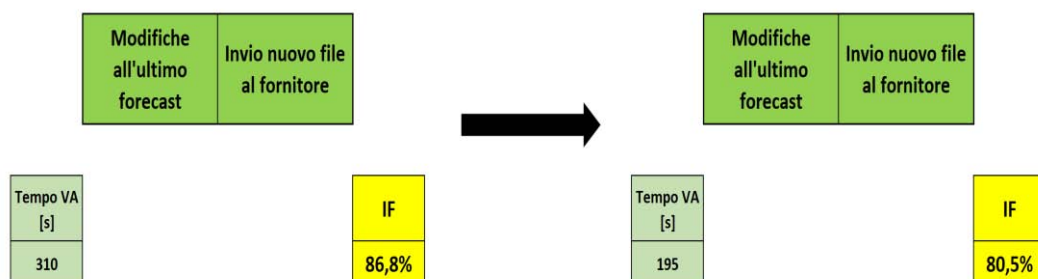 Modifiche
all'ultimo
forecast
Invio nuovo file
al fornitore
Modifiche
all'ultimo
forecast
Invio nuovo file
al fornitore
Tempo VA
[s]
310
IF
86,8%
Tempo VA
[s]
195
IF
80,5%